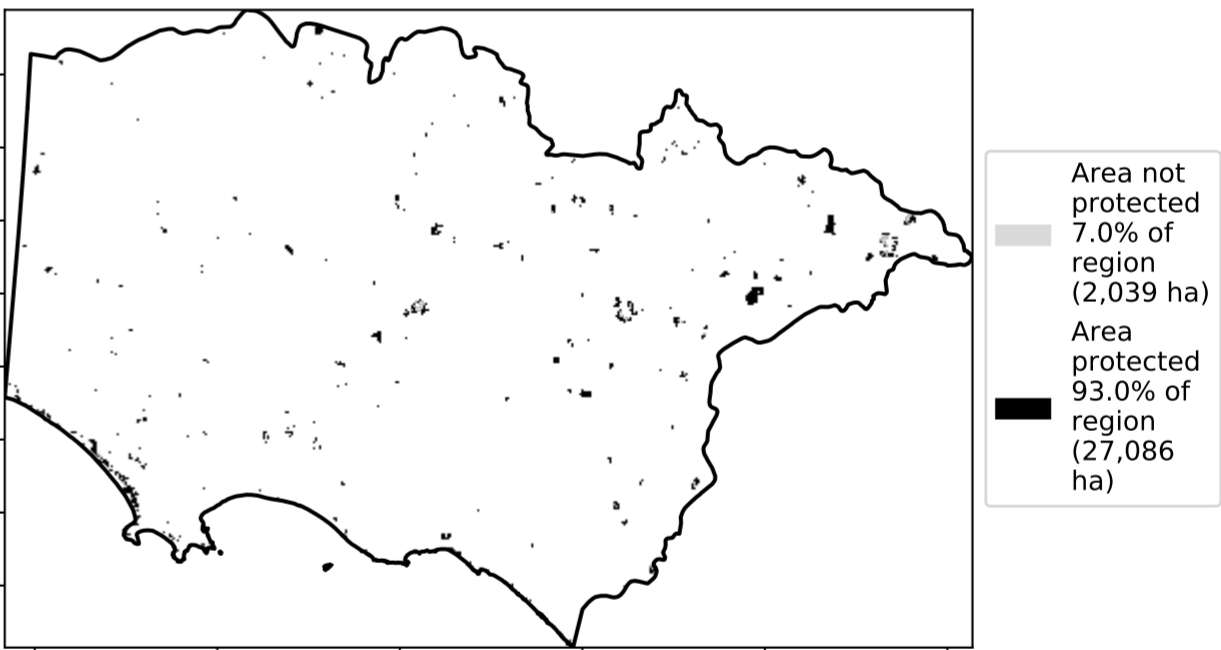 Area not
protected
7.0% of
region
(2,039 ha)
Area
protected
93.0% of
region
(27,086
ha)